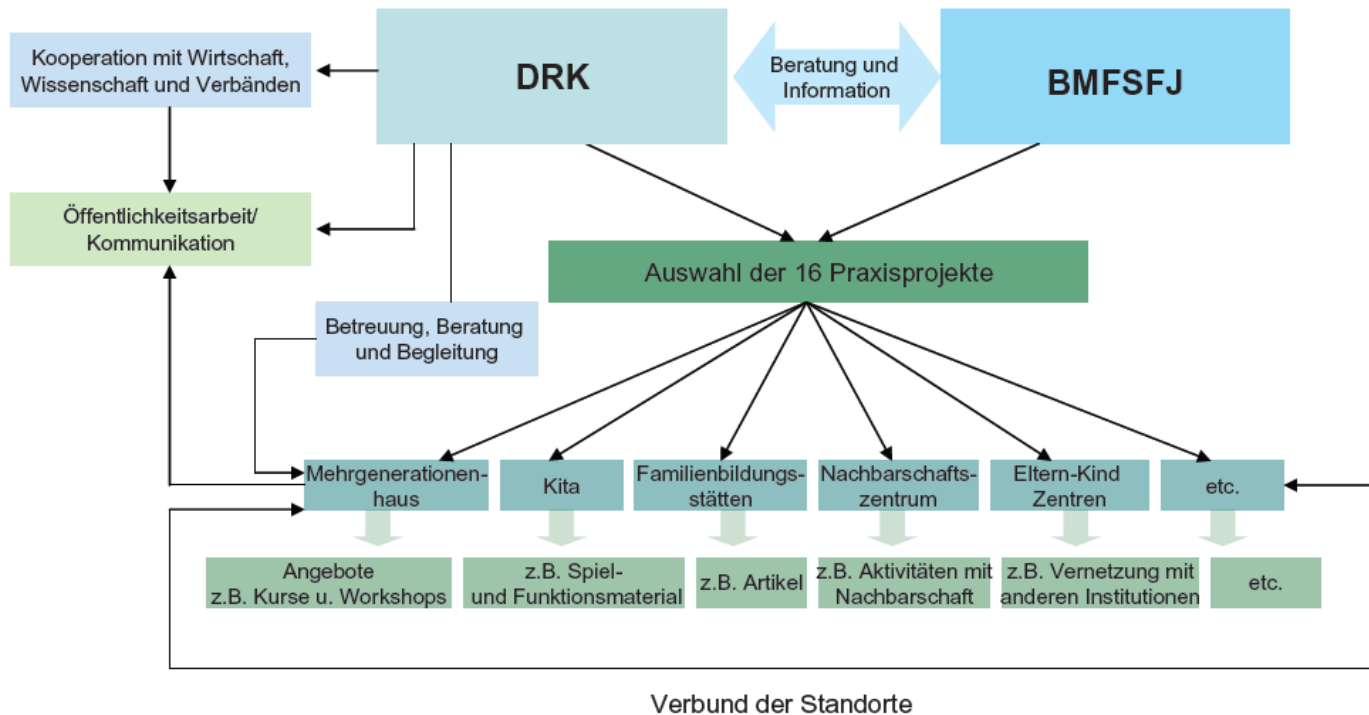 Kooperation mit Wirtschaft,
Wissenschaft und Verbänden
DRK
Beratung und
Information
BMFSFJ
Öffentlichkeitsarbeit/
Kommunikation
Auswahl der 16 Praxisprojekte
Betreuung, Beratung
und Begleitung
Mehrgenerationen-
haus
Kita
Familienbildungs-
stätten
Nachbarschafts-
zentrum
Eltern-Kind
Zentren
etc.
Angebote
z.B. Kurse u. Workshops
z.B. Spiel-
und Funktionsmaterial
z.B. Artikel
z.B. Aktivitäten mit
Nachbarschaft
z.B. Vernetzung mit
anderen Institutionen
etc.
Verbund der Standorte